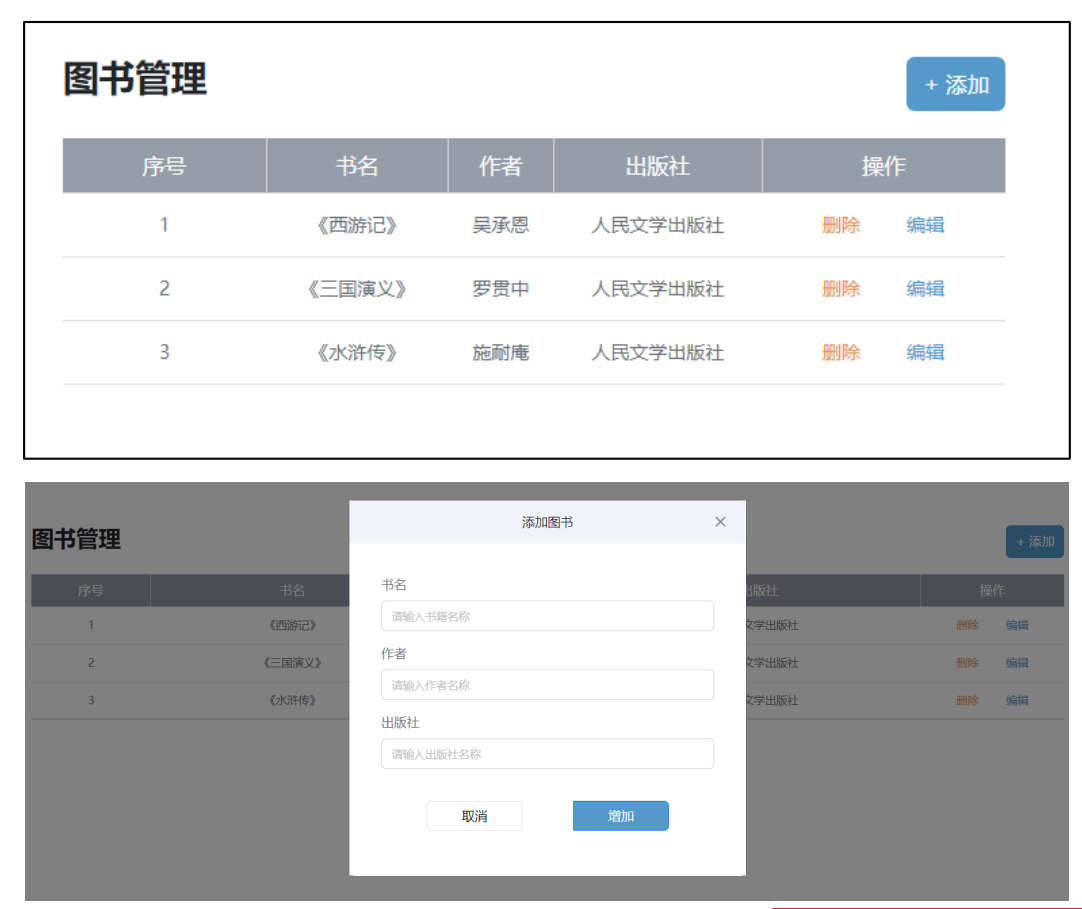 图书管理
+ 添加
序号 书名 作者 出版社 操作
1 《西游记》 吴承恩 人民文学出版社 删除 编辑
2 《三国演义》 罗贯中 人民文学出版社 删除 编辑
3 《水浒传》 施耐庵 人民文学出版社 删除 编辑
图书管理
+ 添加
序号 书名 出版社 操作
1 《西游记》 文学出版社 删除 编辑
2 《三国演义》 文学出版社 删除 编辑
3 《水浒传》 文学出版社 删除 编辑
添加图书
书名
请输入书籍名称
作者
请输入作者名称
出版社
请输入出版社名称
取消 增加